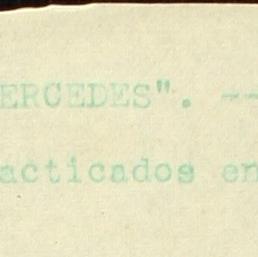 ERCEDES". --
acticados en